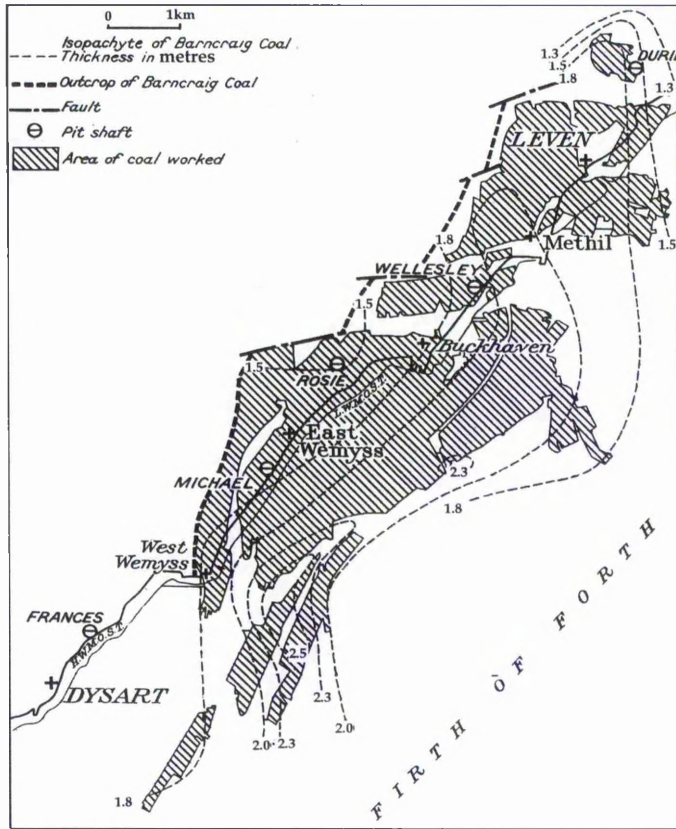 0 1km
Isopachyte of Barncraig Coal
Thickness in metres
Outcrop of Barncraig Coal
Fault
Pit shaft
Area of coal worked
1.3
1.5
1.8
DURIE
1.3
LEVEN
1.8
Methil
1.5
WELLESLEY
1.5
Buckhaven
1.5
ROSIE
L.W.M.O.S.T.
East
Wemyss
MICHAEL
2.3
1.8
West
Wemyss
FRANCES
H.W.M.O.S.T.
DYSART
2.5
2.3
2.0
2.3
2.0
1.8
FIRTH OF FORTH